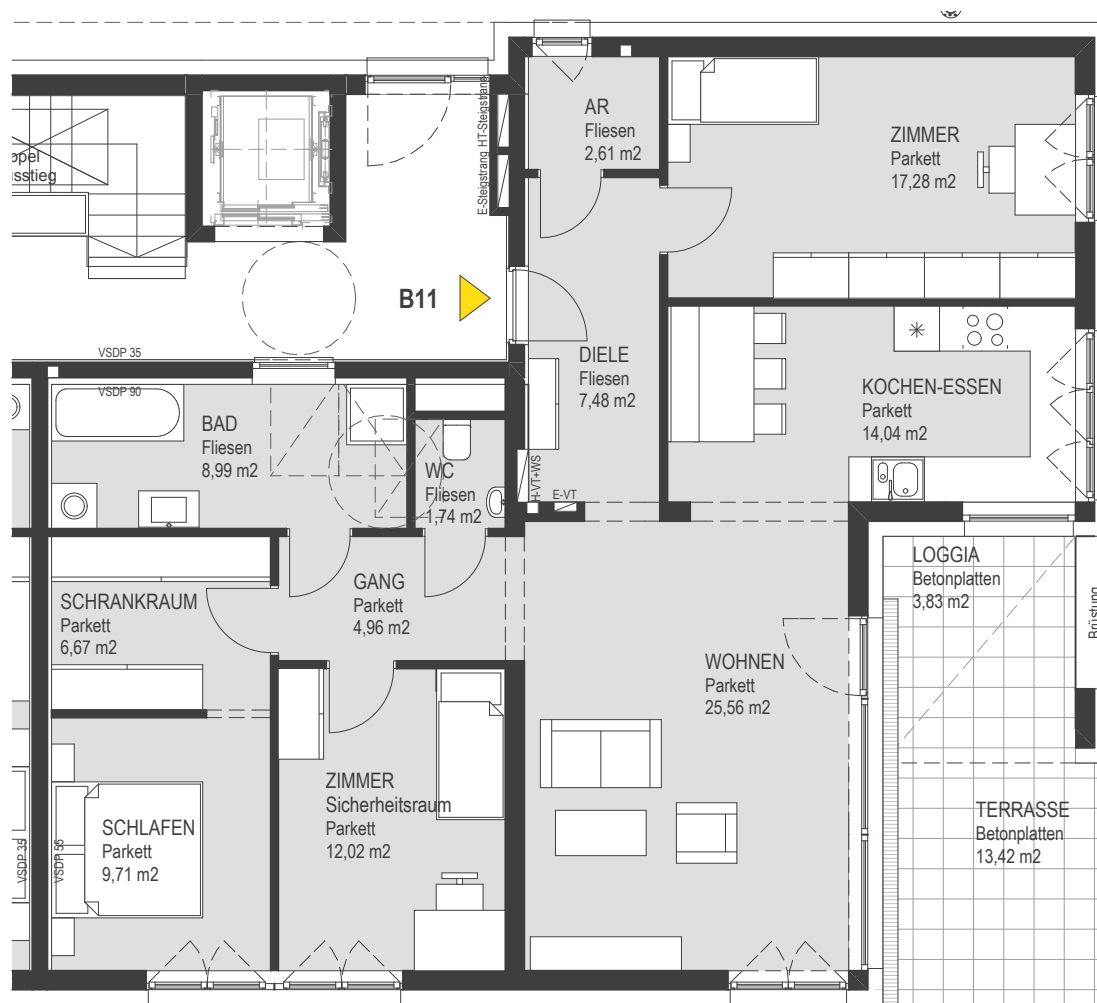 AR
Fliesen
2,61 m2
ZIMMER
Parkett
17,28 m2
E-Steigstrang HT-Steigstrang
B11
VSDP 35
DIELE
Fliesen
7,48 m2
KOCHEN-ESSEN
Parkett
14,04 m2
VSDP 90
BAD
Fliesen
8,99 m2
WC
Fliesen
1,74 m2
H-VT+WS
E-VT
LOGGIA
Betonplatten
3,83 m2
Brüstung
GANG
Parkett
4,96 m2
SCHRANKRAUM
Parkett
6,67 m2
WOHNEN
Parkett
25,56 m2
ZIMMER
Sicherheitsraum
Parkett
12,02 m2
SCHLAFEN
Parkett
9,71 m2
VSDP 35
VSDP 55
TERRASSE
Betonplatten
13,42 m2